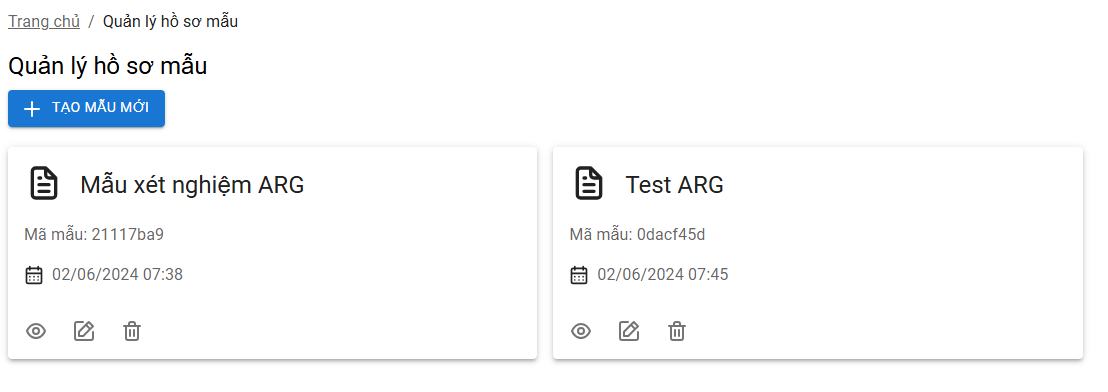 Trang chủ / Quản lý hồ sơ mẫu
Quản lý hồ sơ mẫu
TẠO MẪU MỚI
Mẫu xét nghiệm ARG
Mã mẫu: 21117ba9
02/06/2024 07:38
Test ARG
Mã mẫu: 0dacf45d
02/06/2024 07:45